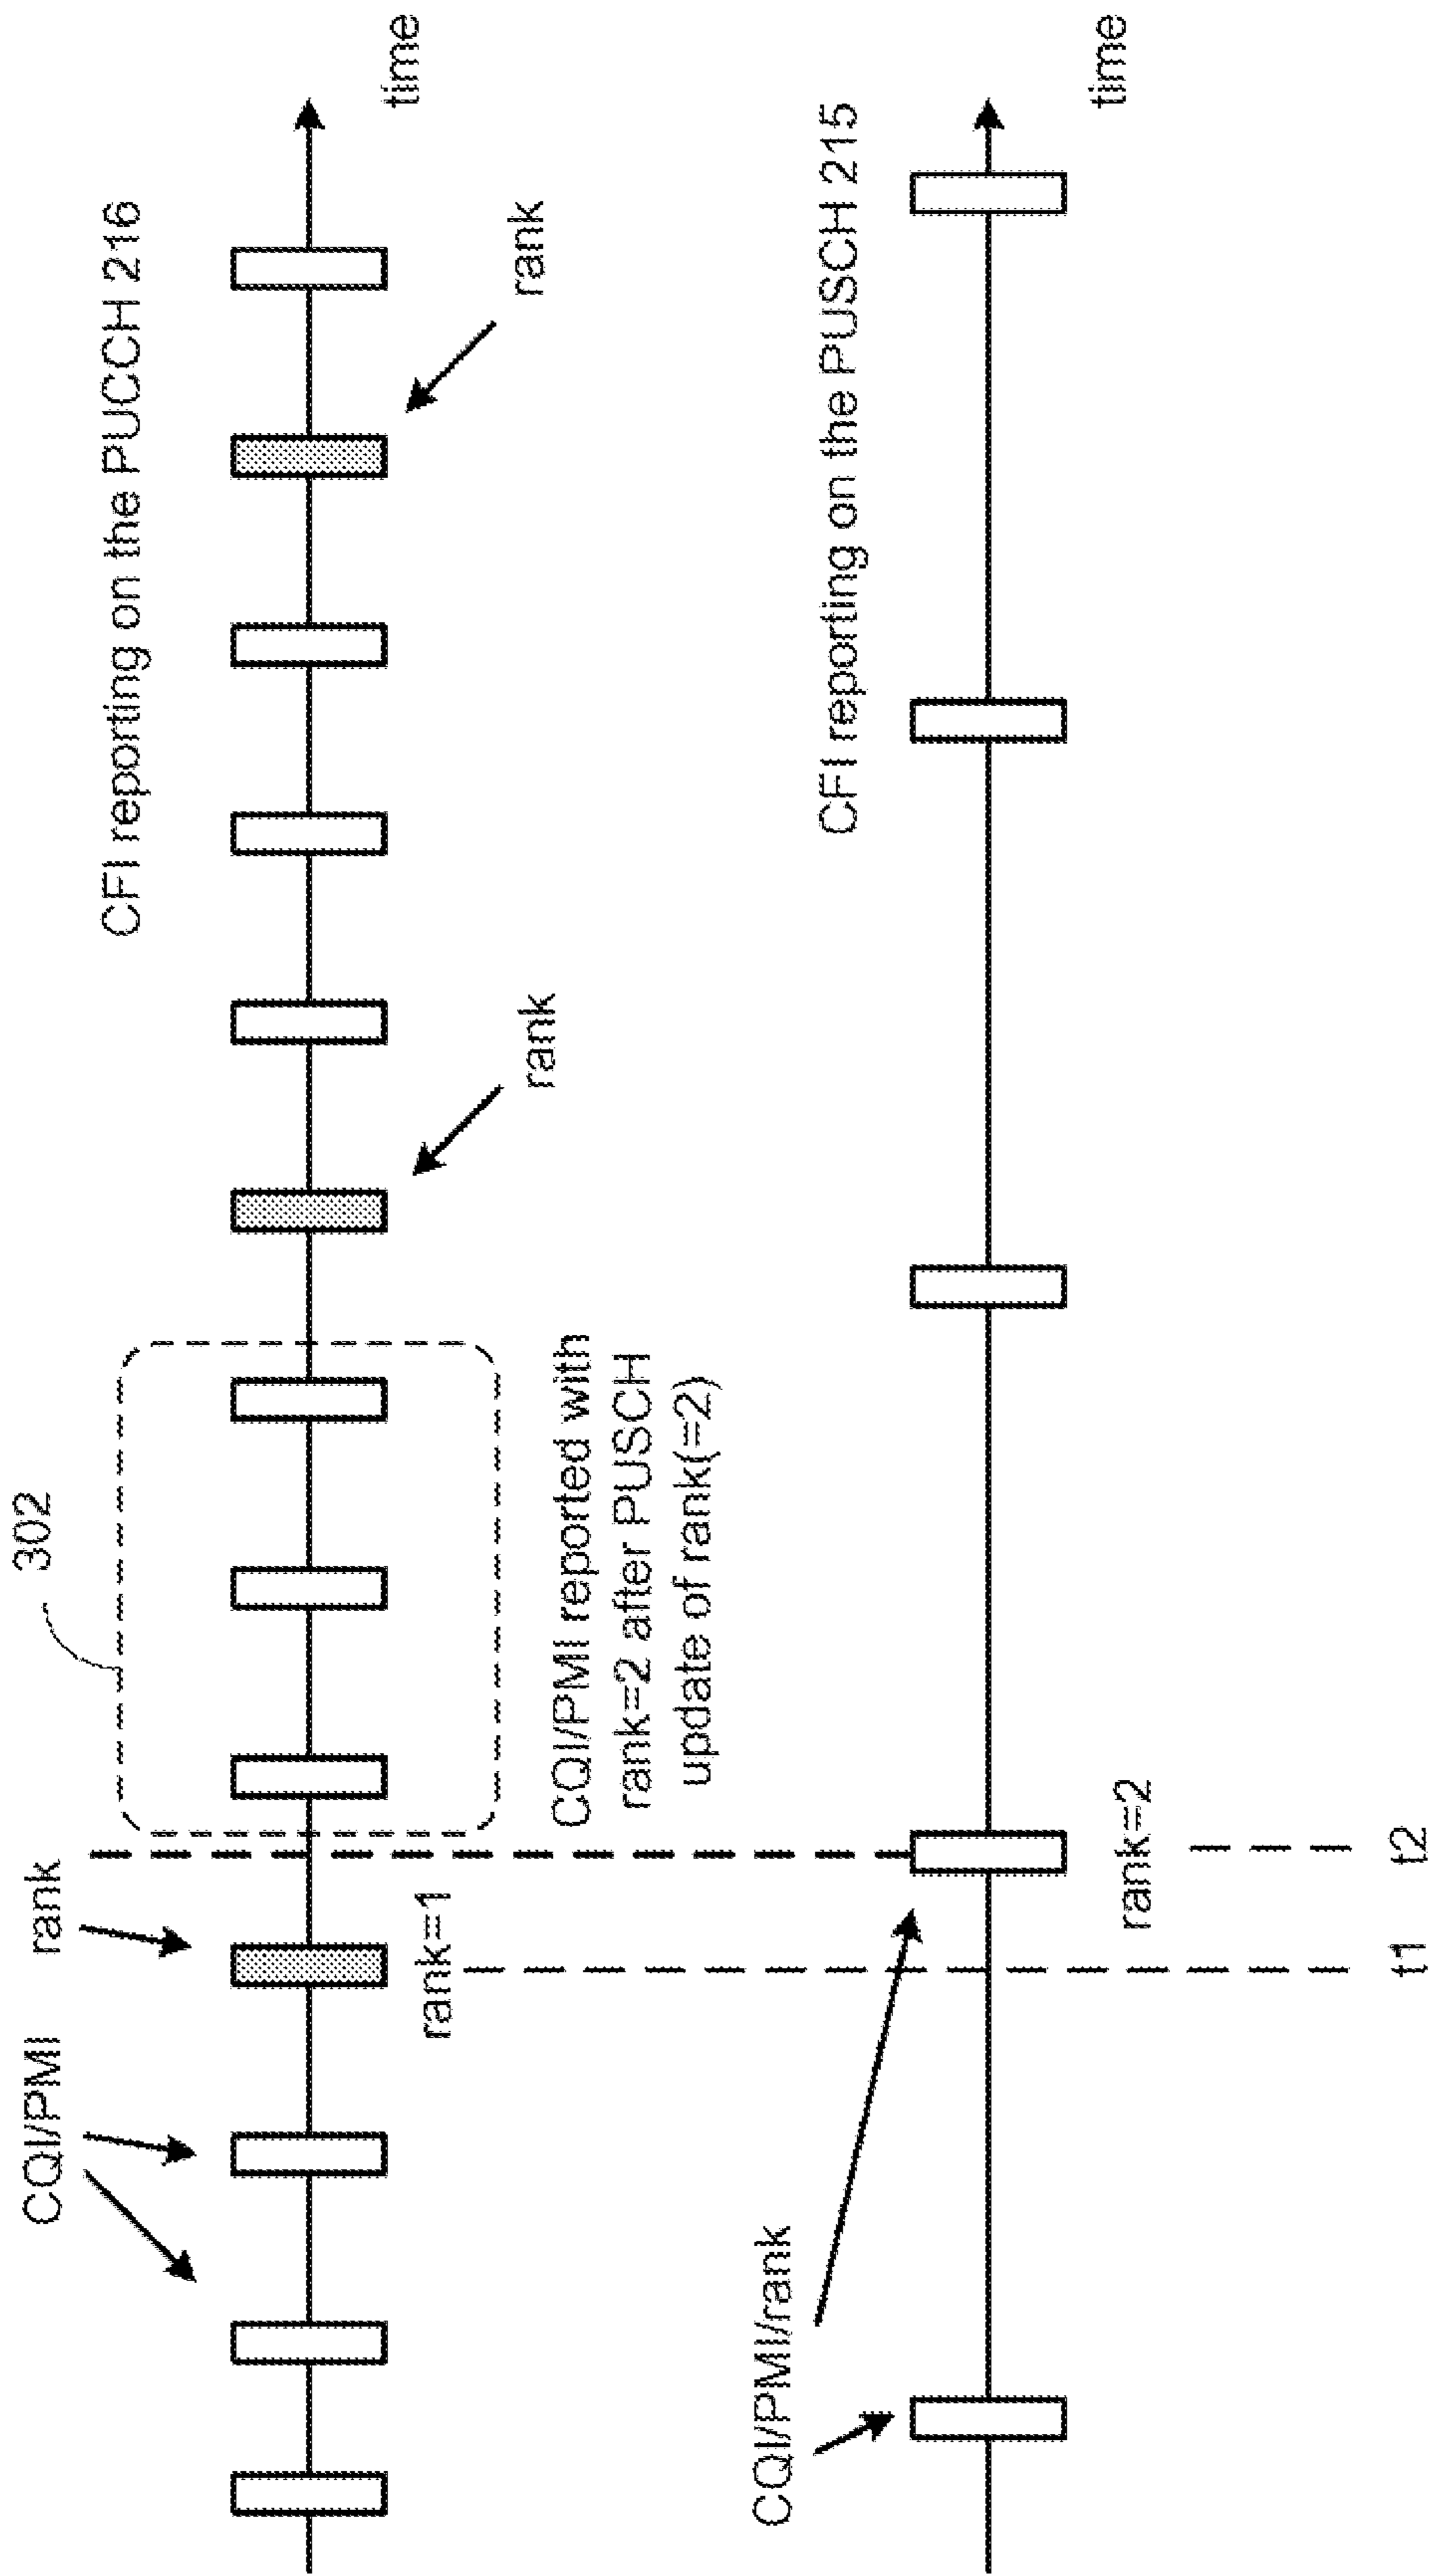 302
CQI/PMI
rank
CFI reporting on the PUCCH 216
time
rank=1
CQI/PMI reported with
rank=2 after PUSCH
update of rank(=2)
rank
rank
CQI/PMI/rank
CFI reporting on the PUSCH 215
time
rank=2
t1
t2